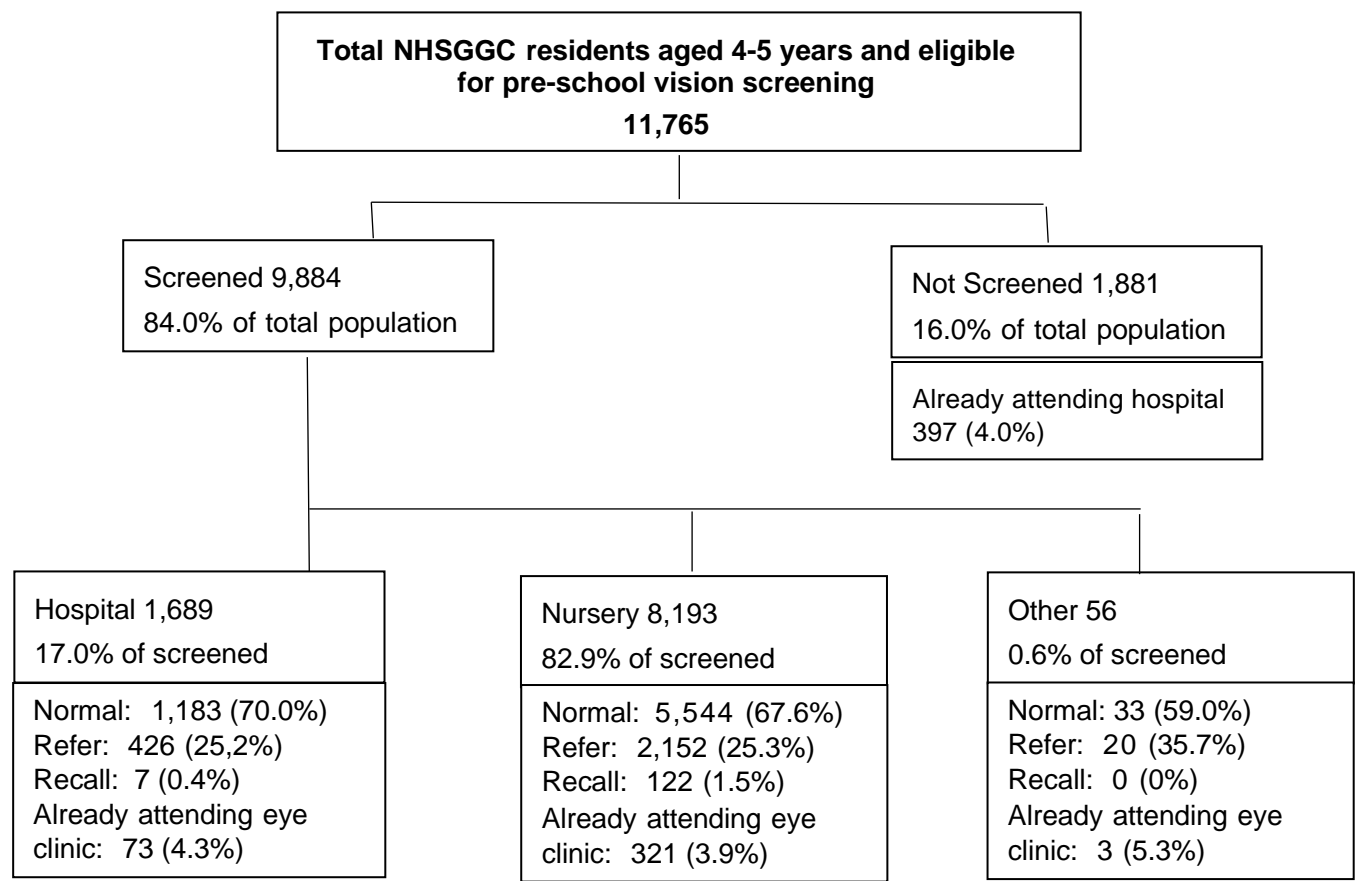 Total NHSGGC residents aged 4-5 years and eligible
for pre-school vision screening
11,765
Screened 9,884
84.0% of total population
Not Screened 1,881
16.0% of total population
Already attending hospital
397 (4.0%)
Hospital 1,689
17.0% of screened
Normal: 1,183 (70.0%)
Refer: 426 (25,2%)
Recall: 7 (0.4%)
Already attending eye
clinic: 73 (4.3%)
Nursery 8,193
82.9% of screened
Normal: 5,544 (67.6%)
Refer: 2,152 (25.3%)
Recall: 122 (1.5%)
Already attending eye
clinic: 321 (3.9%)
Other 56
0.6% of screened
Normal: 33 (59.0%)
Refer: 20 (35.7%)
Recall: 0 (0%)
Already attending eye
clinic: 3 (5.3%)